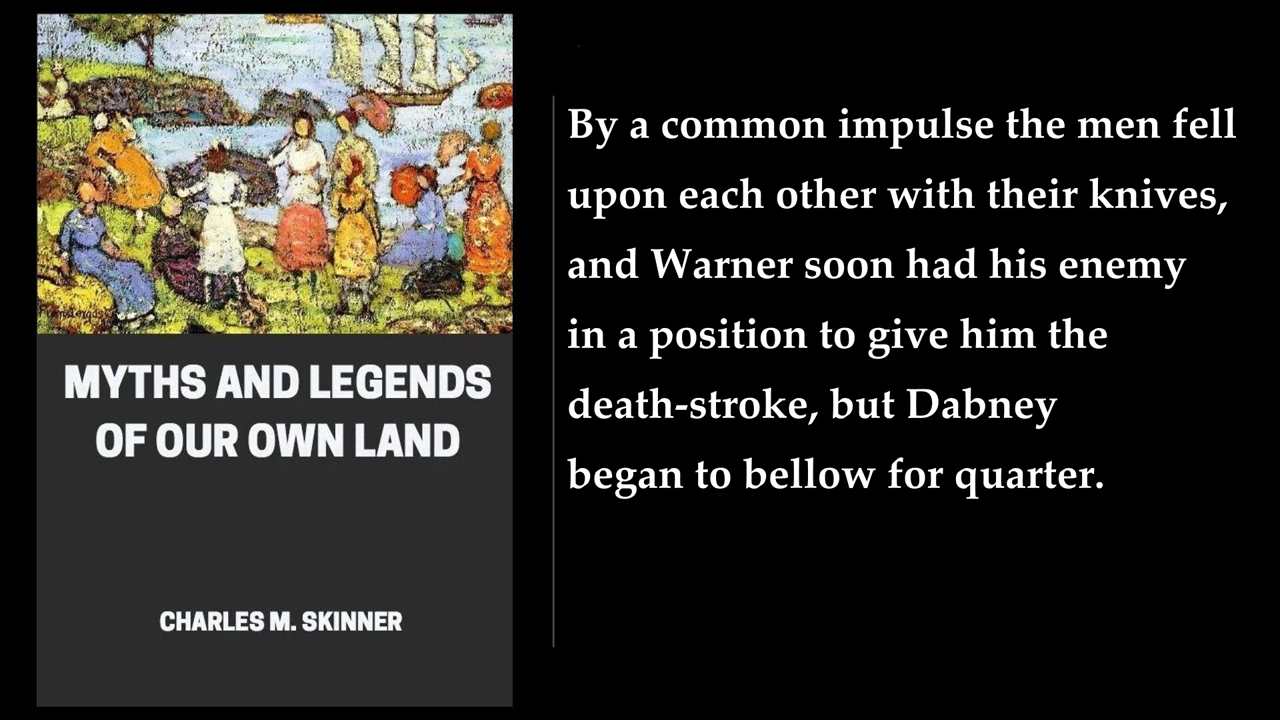 MYTHS AND LEGENDS
OF OUR OWN LAND
CHARLES M. SKINNER
By a common impulse the men fell
upon each other with their knives,
and Warner soon had his enemy
in a position to give him the
death-stroke, but Dabney
began to bellow for quarter.